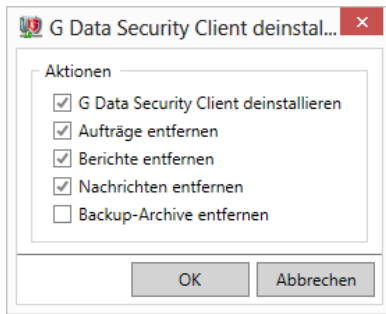 G Data Security Client deinstal...
Aktionen
G Data Security Client deinstallieren
Aufträge entfernen
Berichte entfernen
Nachrichten entfernen
Backup-Archive entfernen
OK
Abbrechen